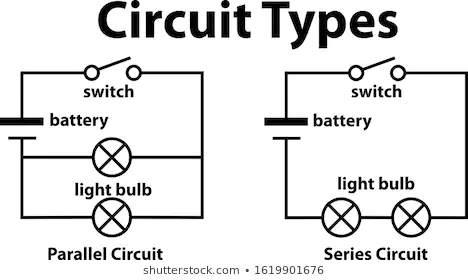 Circuit Types
switch
battery
light bulb
Parallel Circuit
switch
battery
light bulb
Series Circuit
shutterstock.com • 1619901676